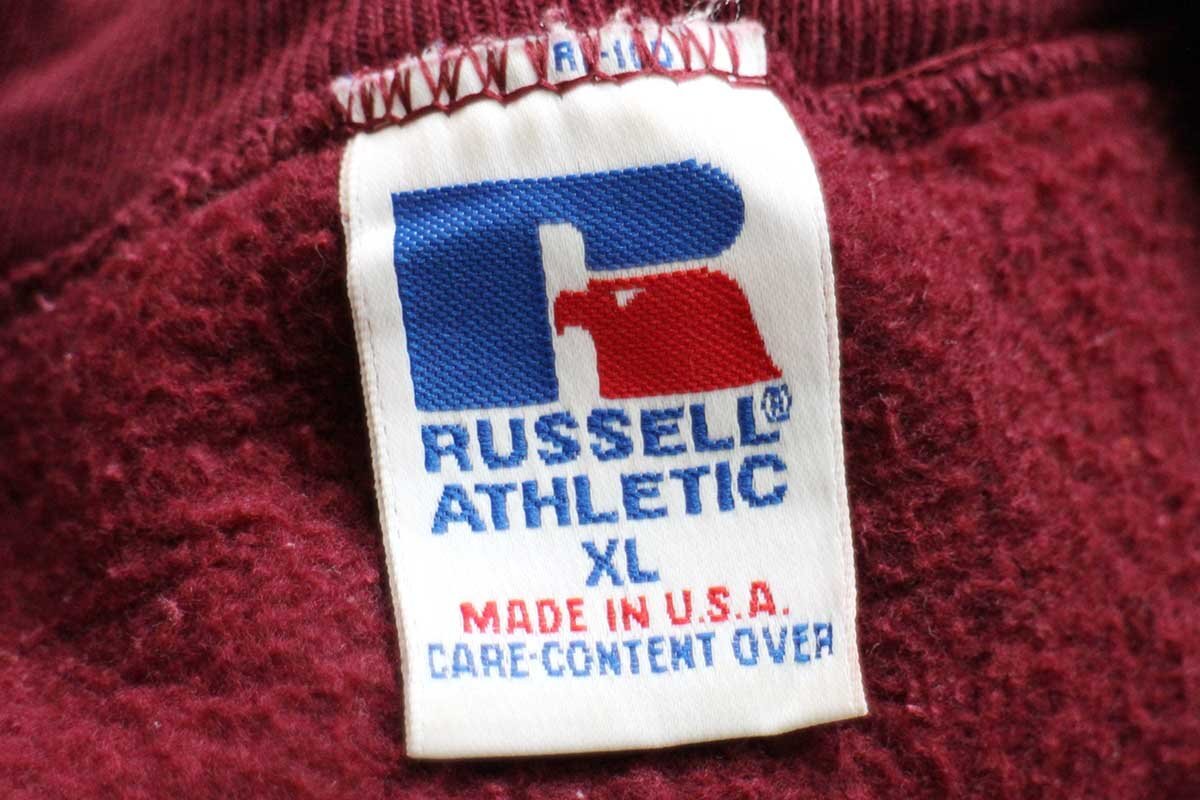 RUSSELL®
ATHLETIC
XL
MADE IN U.S.A.
CARE-CONTENT OVER